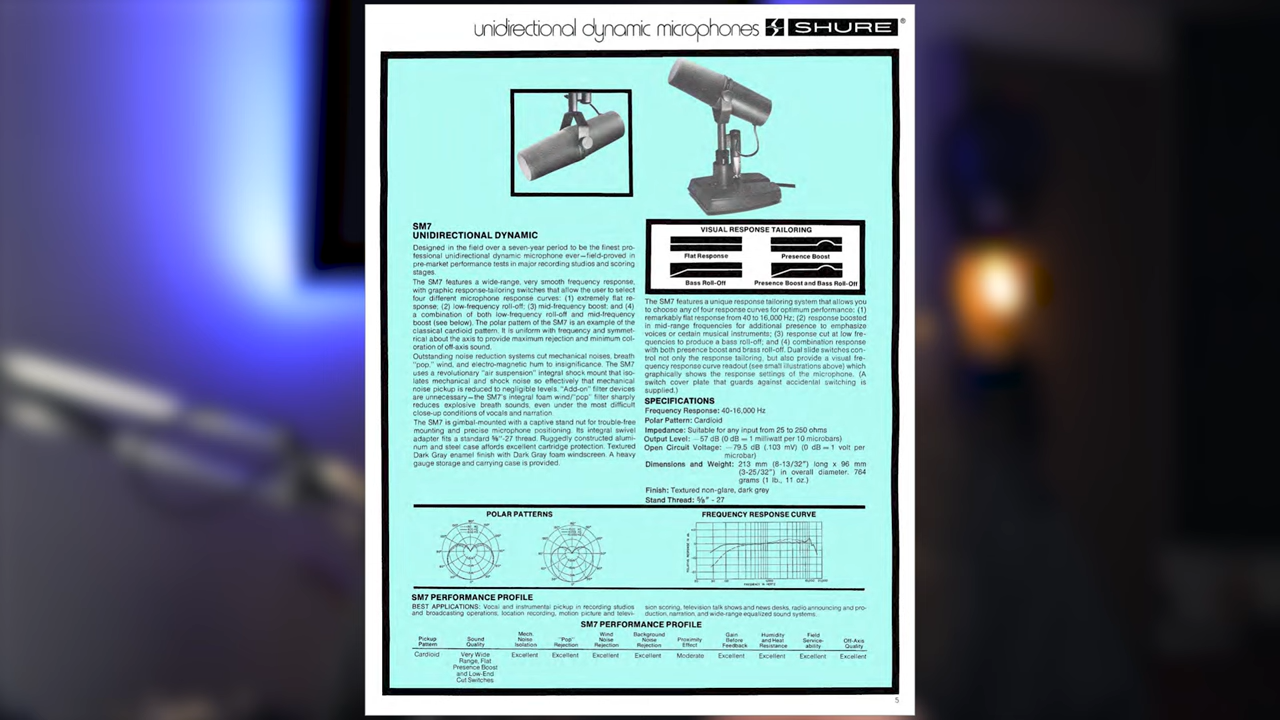 unidirectional dynamic microphones SHURE®
SM7
UNIDIRECTIONAL DYNAMIC
Designed in the field over a seven-year period to be the finest pro-
fessional unidirectional dynamic microphone ever—field-proved in
pre-market performance tests in major recording studios and scoring
stages.
The SM7 features a wide-range, very smooth frequency response,
with graphic response-tailoring switches that allow the user to select
four different microphone response curves: (1) extremely flat re-
sponse; (2) low-frequency roll-off; (3) mid-frequency boost; and (4)
a combination of both low-frequency roll-off and mid-frequency
boost (see below). The polar pattern of the SM7 is an example of the
classical cardioid pattern. It is uniform with frequency and symmet-
rical about the axis to provide maximum rejection and minimum col-
oration of off-axis sound.
Outstanding noise reduction systems cut mechanical noises, breath
"pop," wind, and electro-magnetic hum to insignificance. The SM7
uses a revolutionary "air suspension" integral shock mount that iso-
lates mechanical and shock noise so effectively that mechanical
noise pickup is reduced to negligible levels. "Add-on" filter devices
are unnecessary—the SM7's integral foam wind/"pop" filter sharply
reduces explosive breath sounds, even under the most difficult
close-up conditions of vocals and narration.
The SM7 is gimbal-mounted with a captive stand nut for trouble-free
mounting and precise microphone positioning. Its integral swivel
adapter fits a standard ⅝"-27 thread. Ruggedly constructed alumi-
num and steel case affords excellent cartridge protection. Textured
Dark Gray enamel finish with Dark Gray foam windscreen. A heavy
gauge storage and carrying case is provided.
VISUAL RESPONSE TAILORING
Flat Response Presence Boost
Bass Roll-Off Presence Boost and Bass Roll-Off
The SM7 features a unique response tailoring system that allows you
to choose any of four response curves for optimum performance: (1)
remarkably flat response from 40 to 16,000 Hz; (2) response boosted
in mid-range frequencies for additional presence to emphasize
voices or certain musical instruments; (3) response cut at low fre-
quencies to produce a bass roll-off; and (4) combination response
with both presence boost and brass roll-off. Dual slide switches con-
trol not only the response tailoring, but also provide a visual fre-
quency response curve readout (see small illustrations above) which
graphically shows the response settings of the microphone. (A
switch cover plate that guards against accidental switching is
supplied.)
SPECIFICATIONS
Frequency Response: 40-16,000 Hz
Polar Pattern: Cardioid
Impedance: Suitable for any input from 25 to 250 ohms
Output Level: —57 dB (0 dB = 1 milliwatt per 10 microbars)
Open Circuit Voltage: —79.5 dB (.103 mV) (0 dB = 1 volt per
microbar)
Dimensions and Weight: 213 mm (8-13/32") long x 96 mm
(3-25/32") in overall diameter. 764
grams (1 lb., 11 oz.)
Finish: Textured non-glare, dark grey
Stand Thread: ⅝" - 27
POLAR PATTERNS
FREQUENCY RESPONSE CURVE
SM7 PERFORMANCE PROFILE
BEST APPLICATIONS: Vocal and instrumental pickup in recording studios
and broadcasting operations, location recording, motion picture and televi-
sion scoring, television talk shows and news desks, radio announcing and pro-
duction, narration, and wide-range equalized sound systems.
SM7 PERFORMANCE PROFILE
Pickup Pattern
Sound Quality
Mech. Noise Isolation
"Pop" Rejection
Wind Noise Rejection
Background Noise Rejection
Proximity Effect
Gain Before Feedback
Humidity and Heat Resistance
Field Service-ability
Off-Axis Quality
Cardioid
Very Wide
Range, Flat
Presence Boost
and Low-End
Cut Switches
Excellent Excellent Excellent Excellent Moderate Excellent Excellent Excellent Excellent
5